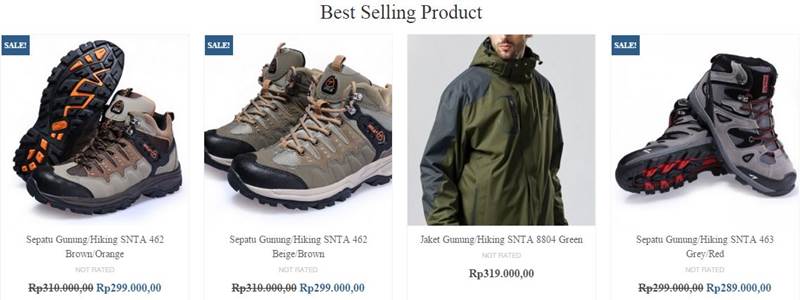 Best Selling Product
SALE!
Sepatu Gunung/Hiking SNTA 462
Brown/Orange
NOT RATED
Rp310.000,00 Rp299.000,00
SALE!
Sepatu Gunung/Hiking SNTA 462
Beige/Brown
NOT RATED
Rp310.000,00 Rp299.000,00
Jaket Gunung/Hiking SNTA 8804 Green
NOT RATED
Rp319.000,00
SALE!
Sepatu Gunung/Hiking SNTA 463
Grey/Red
NOT RATED
Rp299.000,00 Rp289.000,00